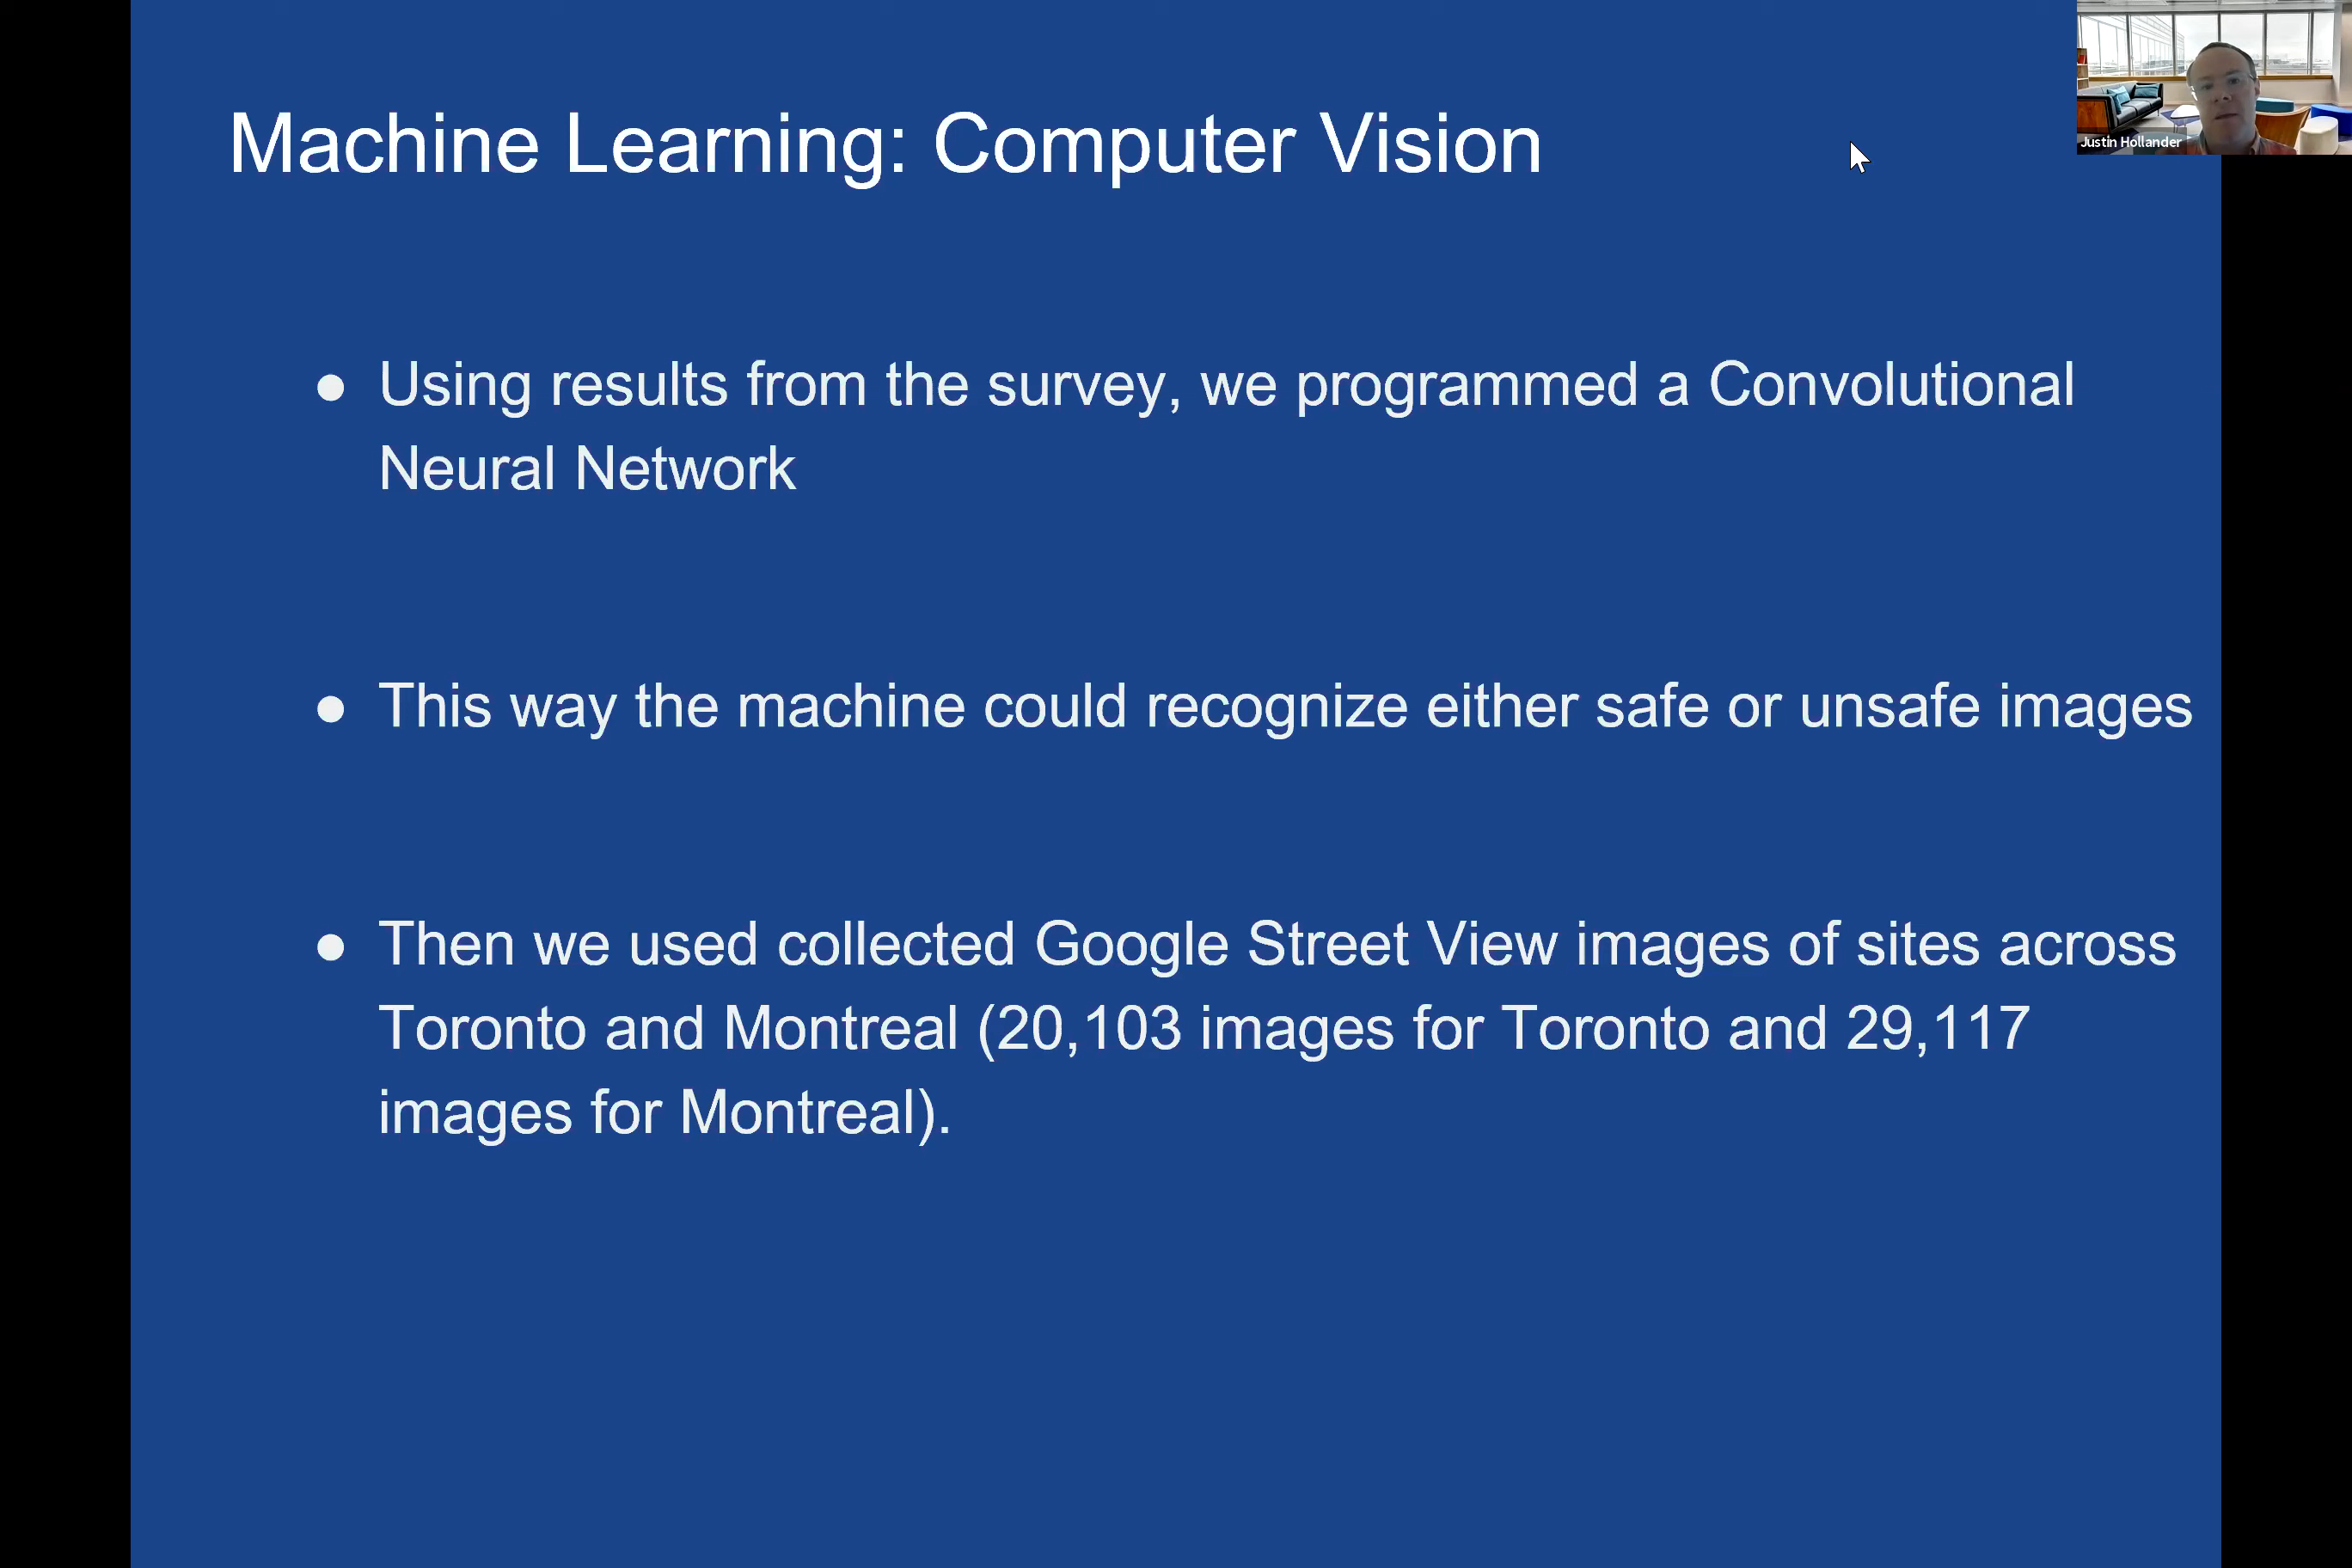 Machine Learning: Computer Vision
Justin Hollander
● Using results from the survey, we programmed a Convolutional
Neural Network
● This way the machine could recognize either safe or unsafe images
● Then we used collected Google Street View images of sites across
Toronto and Montreal (20,103 images for Toronto and 29,117
images for Montreal).